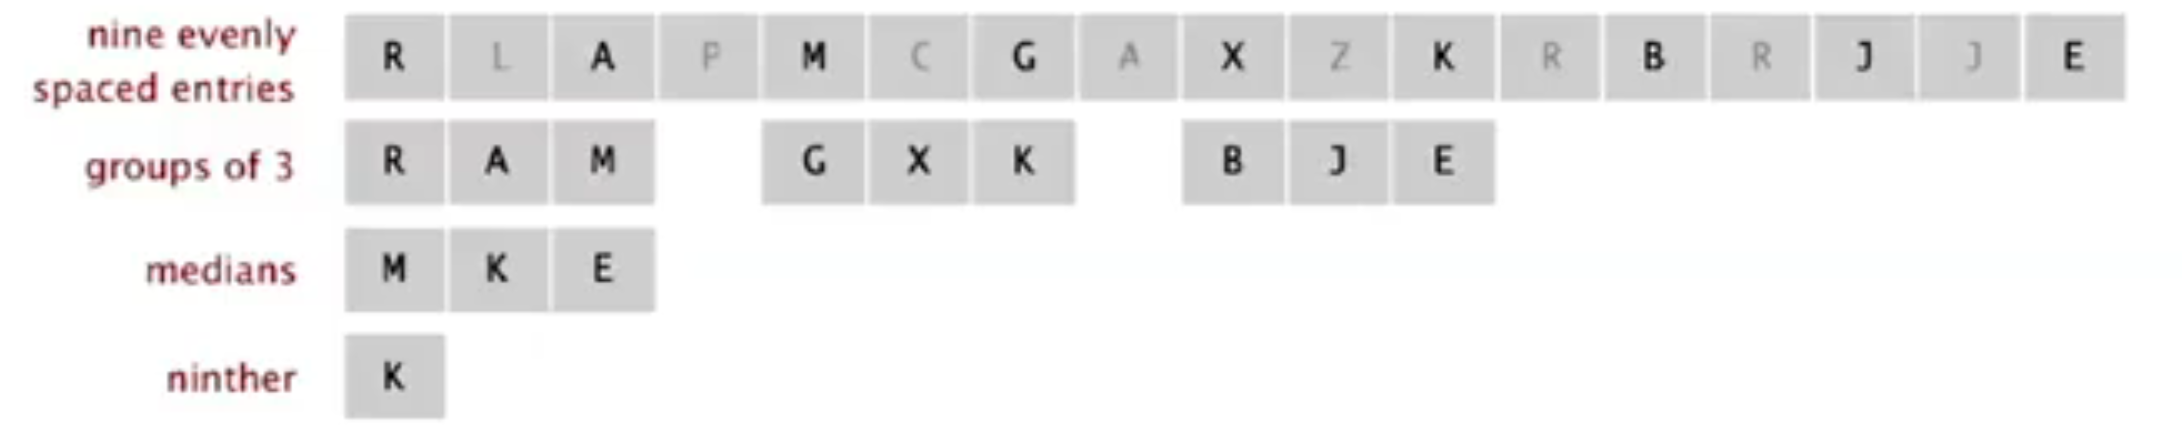 nine evenly
spaced entries
R L A P M C G A X Z K R B R J J E
groups of 3
R A M G X K B J E
medians
M K E
ninther
K